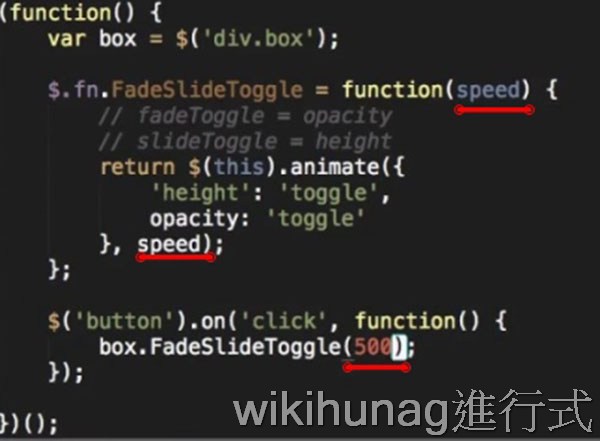 (function() {
    var box = $('div.box');

    $.fn.FadeSlideToggle = function(speed) {
        // fadeToggle = opacity
        // slideToggle = height
        return $(this).animate({
            'height': 'toggle',
            opacity: 'toggle'
        }, speed);
    };

    $('button').on('click', function() {
        box.FadeSlideToggle(500);
    });

})();
wikihunag進行式